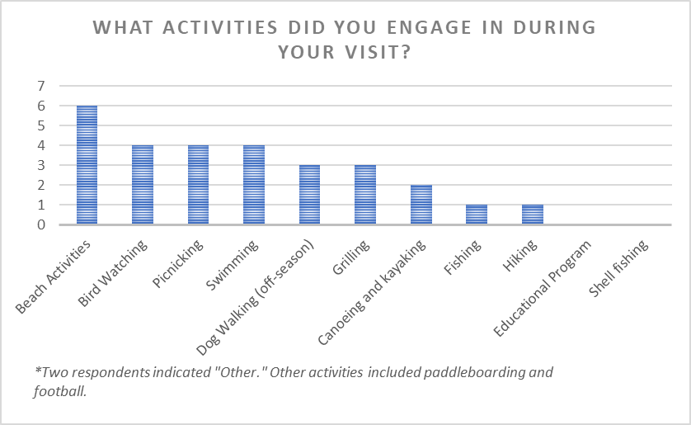 WHAT ACTIVITIES DID YOU ENGAGE IN DURING
YOUR VISIT?
7
6
5
4
3
2
1
0
Beach Activities
Bird Watching
Picnicking
Swimming
Dog Walking (off-season)
Grilling
Canoeing and kayaking
Fishing
Hiking
Educational Program
Shell fishing
*Two respondents indicated "Other." Other activities included paddleboarding and
football.